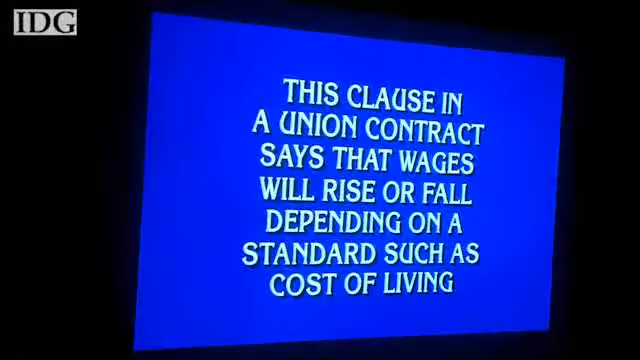 IDG
THIS CLAUSE IN
A UNION CONTRACT
SAYS THAT WAGES
WILL RISE OR FALL
DEPENDING ON A
STANDARD SUCH AS
COST OF LIVING